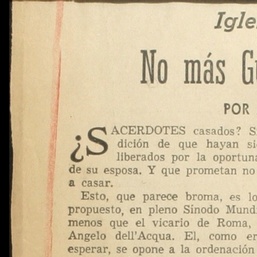 Igle
No más G
POR
¿SACERDOTES casados? S
dición de que hayan si
liberados por la oportuna
de su esposa. Y que prometan no
a casar.
Esto, que parece broma, es lo
propuesto, en pleno Sínodo Mundi
menos que el vicario de Roma,
Angelo dell'Acqua. El, como er
esperar, se opone a la ordenación